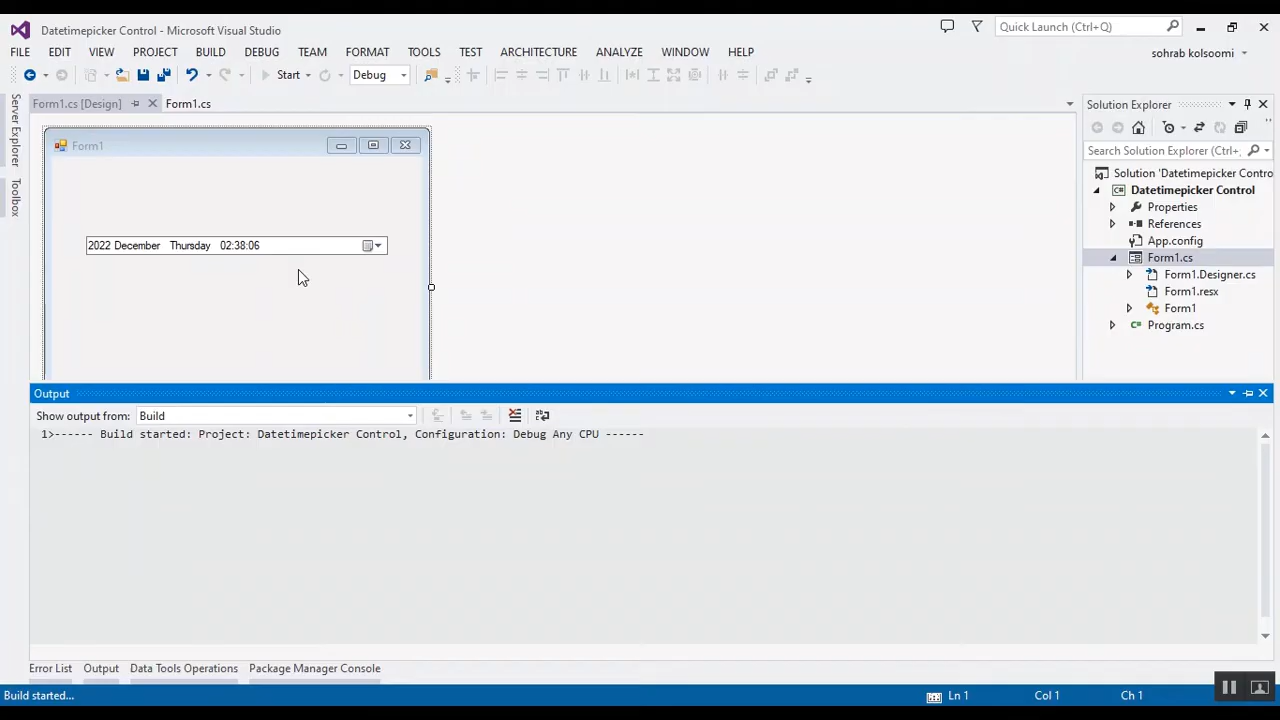 Datetimepicker Control - Microsoft Visual Studio
Quick Launch (Ctrl+Q)
FILE EDIT VIEW PROJECT BUILD DEBUG TEAM FORMAT TOOLS TEST ARCHITECTURE ANALYZE WINDOW HELP
sohrab kolsoomi
Start Debug
Server Explorer
Toolbox
Form1.cs [Design] Form1.cs
Form1
2022 December Thursday 02:38:06
Solution Explorer
Search Solution Explorer (Ctrl+;
Solution 'Datetimepicker Contro
Datetimepicker Control
Properties
References
App.config
Form1.cs
Form1.Designer.cs
Form1.resx
Form1
Program.cs
Output
Show output from: Build
1>------ Build started: Project: Datetimepicker Control, Configuration: Debug Any CPU ------
Error List Output Data Tools Operations Package Manager Console
Build started... Ln 1 Col 1 Ch 1